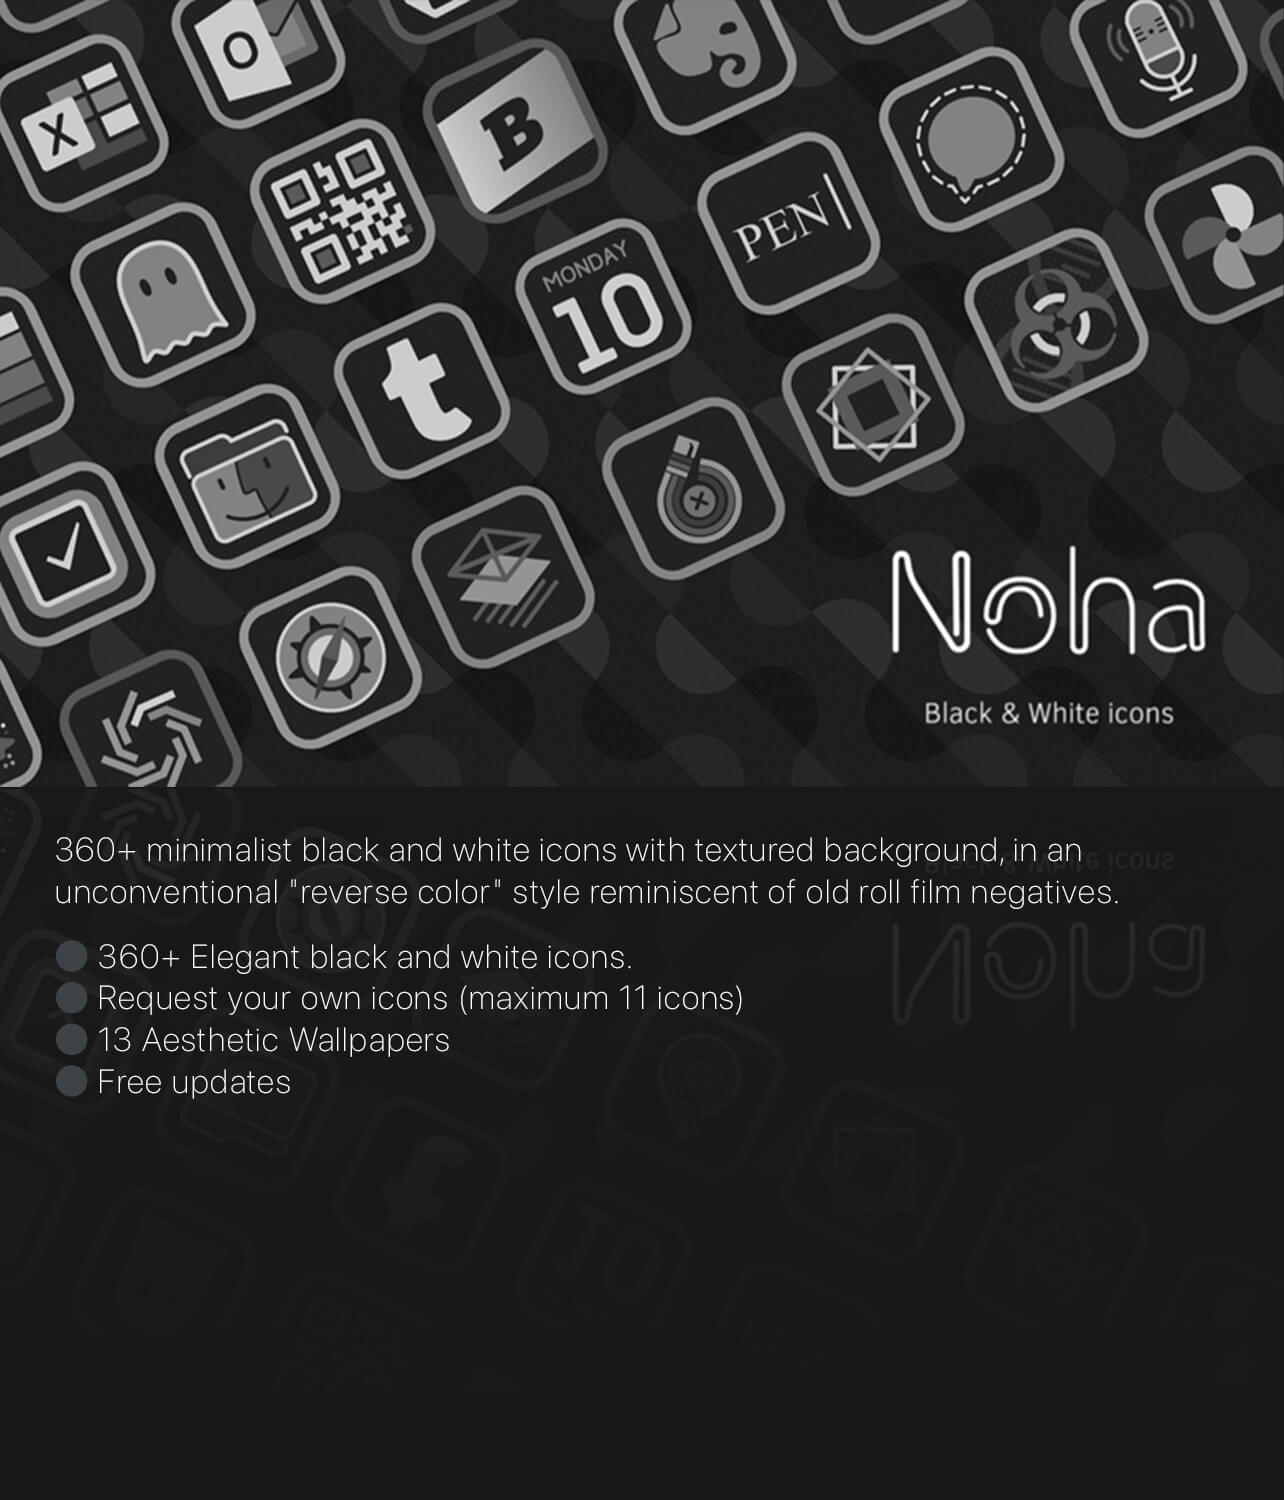 X
O
B
PEN
MONDAY
10
t
Noha
Black & White icons
360+ minimalist black and white icons with textured background, in an
unconventional "reverse color" style reminiscent of old roll film negatives.
360+ Elegant black and white icons.
Request your own icons (maximum 11 icons)
13 Aesthetic Wallpapers
Free updates